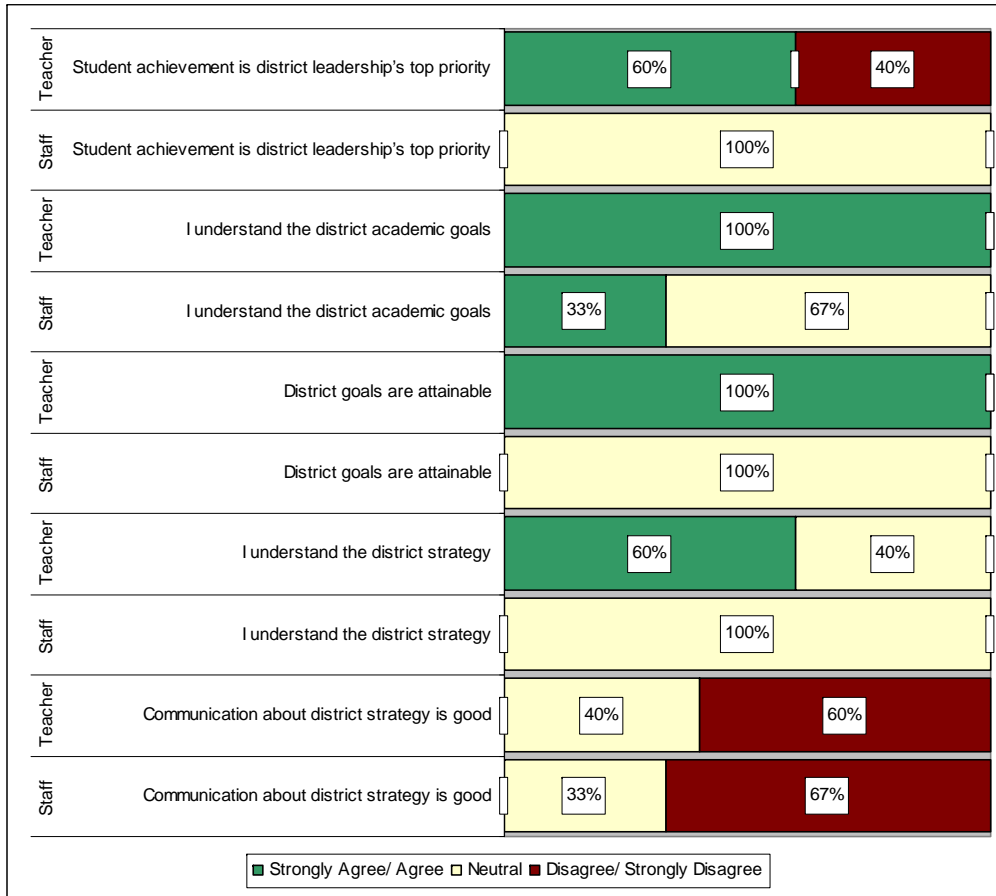 Teacher
Student achievement is district leadership's top priority
60%
40%
Staff
Student achievement is district leadership's top priority
100%
Teacher
I understand the district academic goals
100%
Staff
I understand the district academic goals
33%
67%
Teacher
District goals are attainable
100%
Staff
District goals are attainable
100%
Teacher
I understand the district strategy
60%
40%
Staff
I understand the district strategy
100%
Teacher
Communication about district strategy is good
40%
60%
Staff
Communication about district strategy is good
33%
67%
Strongly Agree/ Agree
Neutral
Disagree/ Strongly Disagree